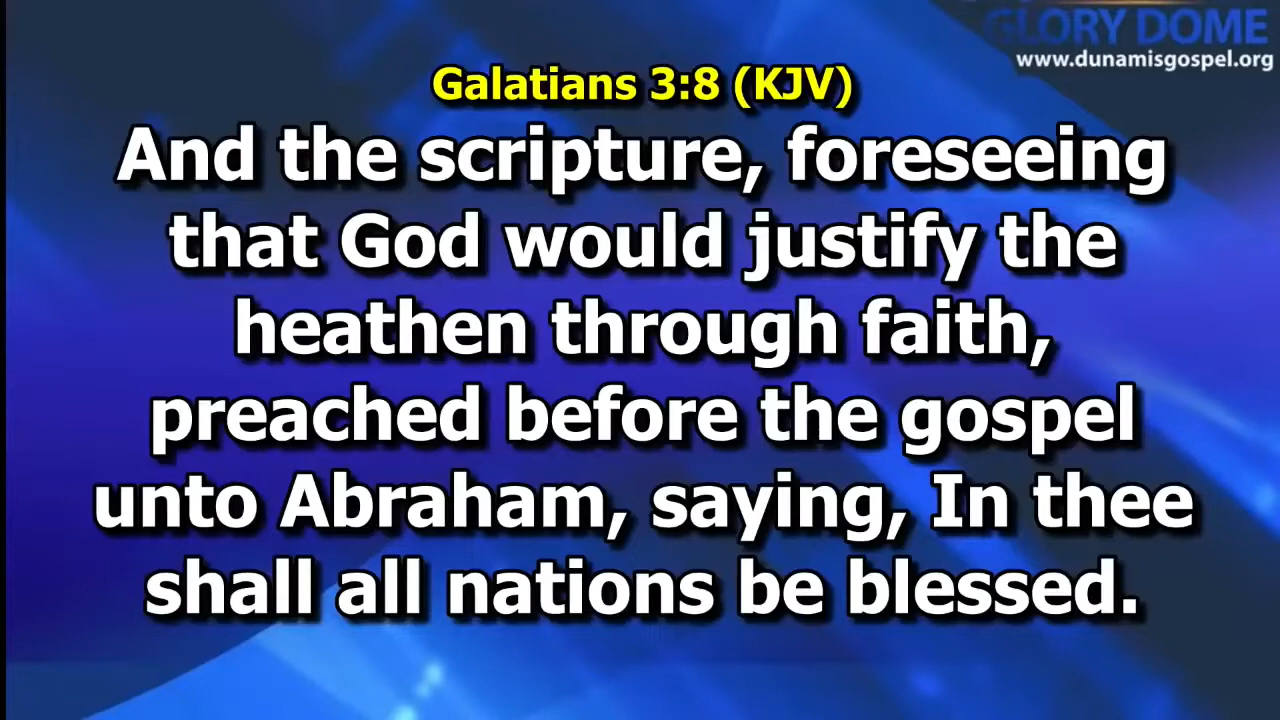 GLORY DOME
www.dunamisgospel.org
Galatians 3:8 (KJV)
And the scripture, foreseeing
that God would justify the
heathen through faith,
preached before the gospel
unto Abraham, saying, In thee
shall all nations be blessed.